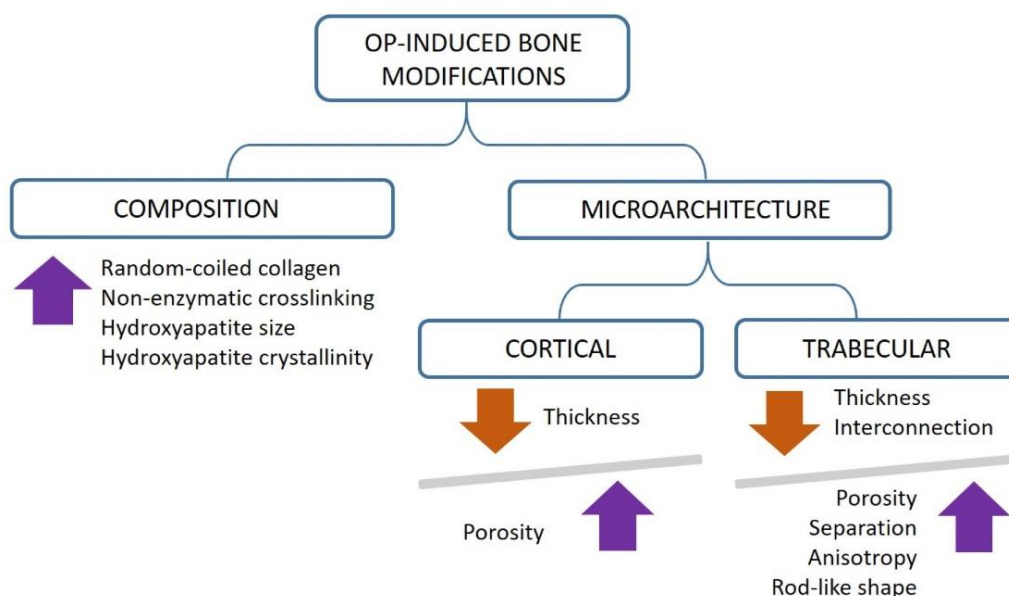 OP-INDUCED BONE
MODIFICATIONS
COMPOSITION
Random-coiled collagen
Non-enzymatic crosslinking
Hydroxyapatite size
Hydroxyapatite crystallinity
MICROARCHITECTURE
CORTICAL
Thickness
Porosity
TRABECULAR
Thickness
Interconnection
Porosity
Separation
Anisotropy
Rod-like shape